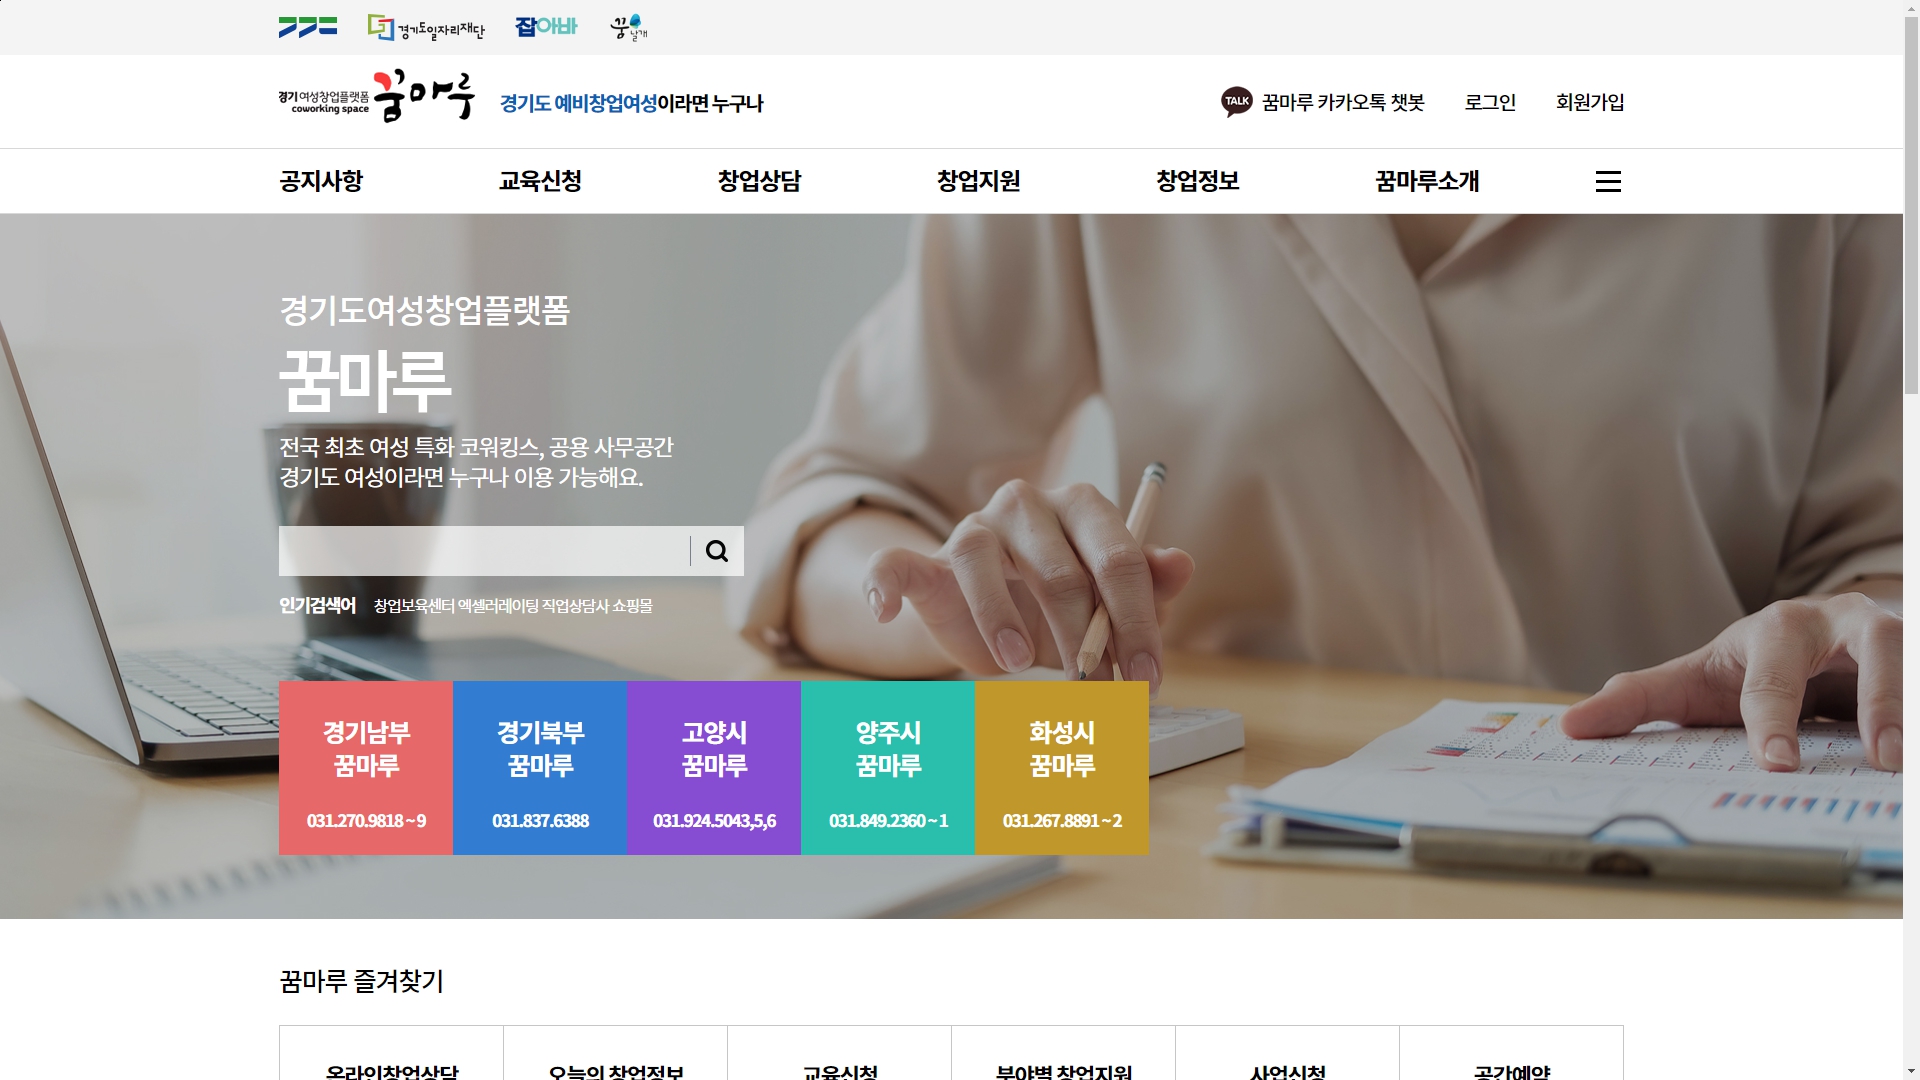 경기도일자리재단
잡아바
꿈날개
경기여성창업플랫폼
coworking space
꿈마루
경기도 예비창업여성이라면 누구나
TALK
꿈마루 카카오톡 챗봇
로그인
회원가입
공지사항
교육신청
창업상담
창업지원
창업정보
꿈마루소개
경기도여성창업플랫폼
꿈마루
전국 최초 여성 특화 코워킹스, 공용 사무공간
경기도 여성이라면 누구나 이용 가능해요.
인기검색어
창업보육센터 엑셀러레이팅 직업상담사 쇼핑몰
경기남부
꿈마루
031.270.9818 ~ 9
경기북부
꿈마루
031.837.6388
고양시
꿈마루
031.924.5043,5,6
양주시
꿈마루
031.849.2360 ~ 1
화성시
꿈마루
031.267.8891 ~ 2
꿈마루 즐겨찾기
온라인창업상담
오늘의 창업정보
교육신청
분야별 창업지원
사업신청
공간예약